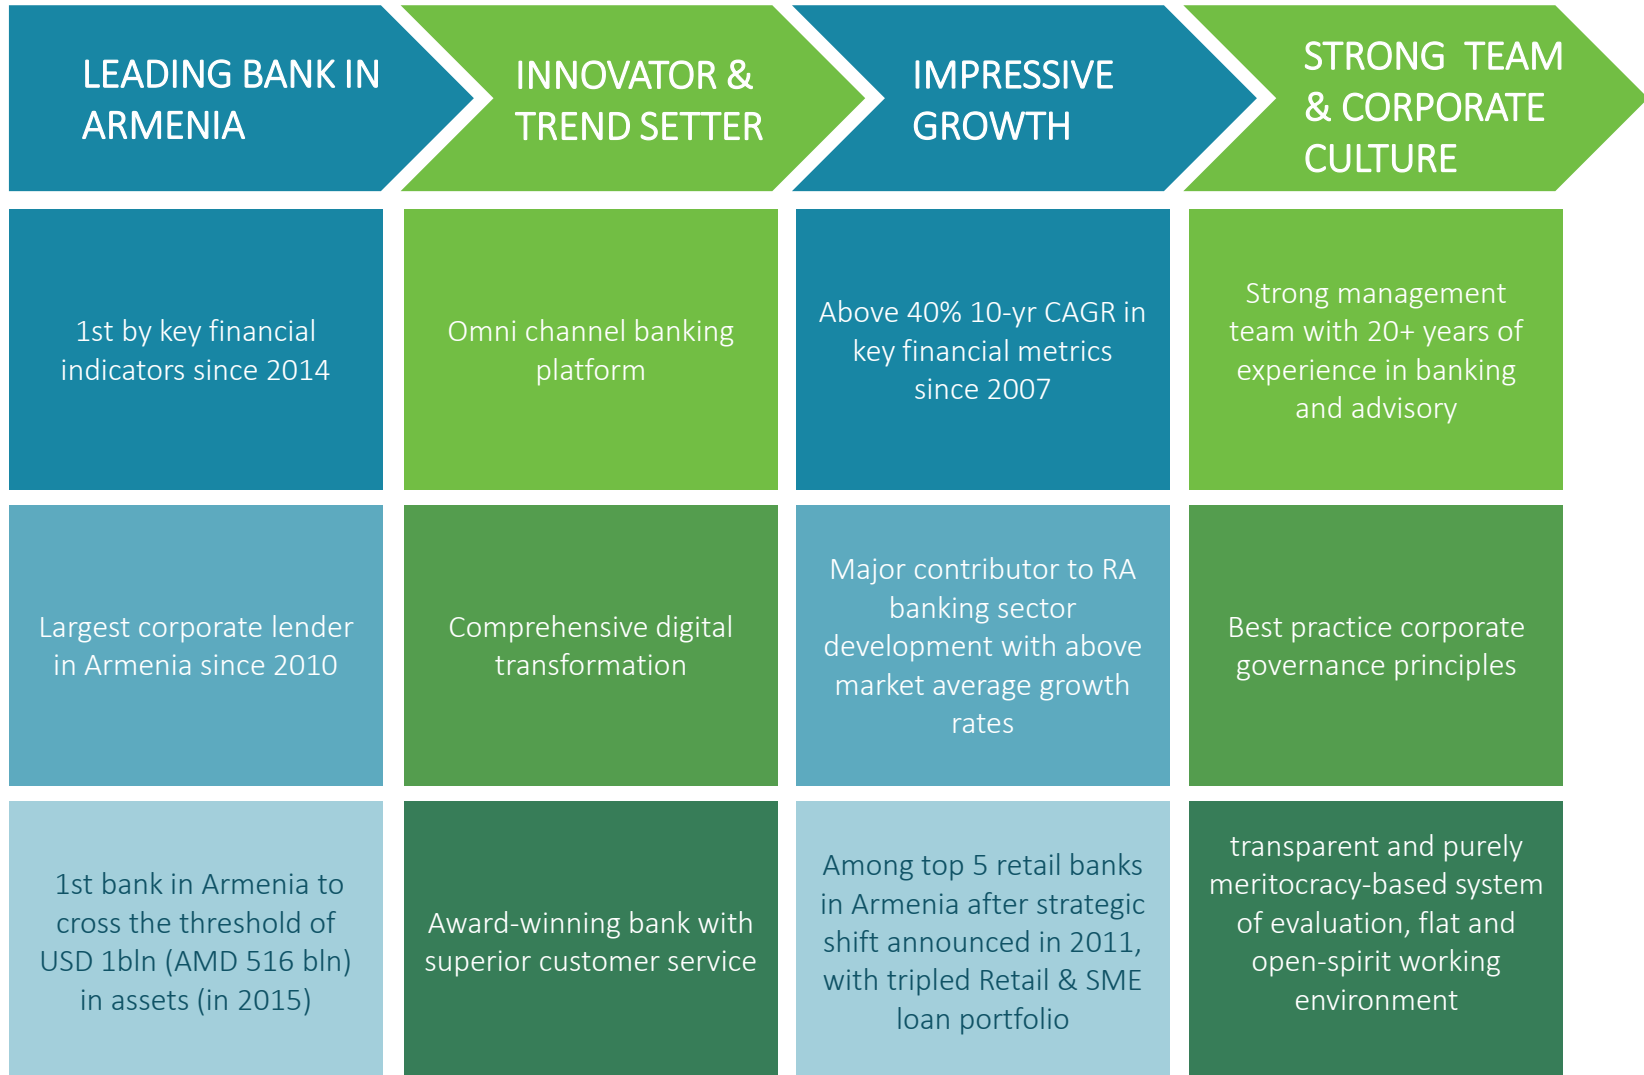 LEADING BANK IN
ARMENIA
INNOVATOR &
TREND SETTER
IMPRESSIVE
GROWTH
STRONG TEAM
& CORPORATE
CULTURE
1st by key financial
indicators since 2014
Omni channel banking
platform
Above 40% 10-yr CAGR in
key financial metrics
since 2007
Strong management
team with 20+ years of
experience in banking
and advisory
Largest corporate lender
in Armenia since 2010
Comprehensive digital
transformation
Major contributor to RA
banking sector
development with above
market average growth
rates
Best practice corporate
governance principles
1st bank in Armenia to
cross the threshold of
USD 1bln (AMD 516 bln)
in assets (in 2015)
Award-winning bank with
superior customer service
Among top 5 retail banks
in Armenia after strategic
shift announced in 2011,
with tripled Retail & SME
loan portfolio
transparent and purely
meritocracy-based system
of evaluation, flat and
open-spirit working
environment